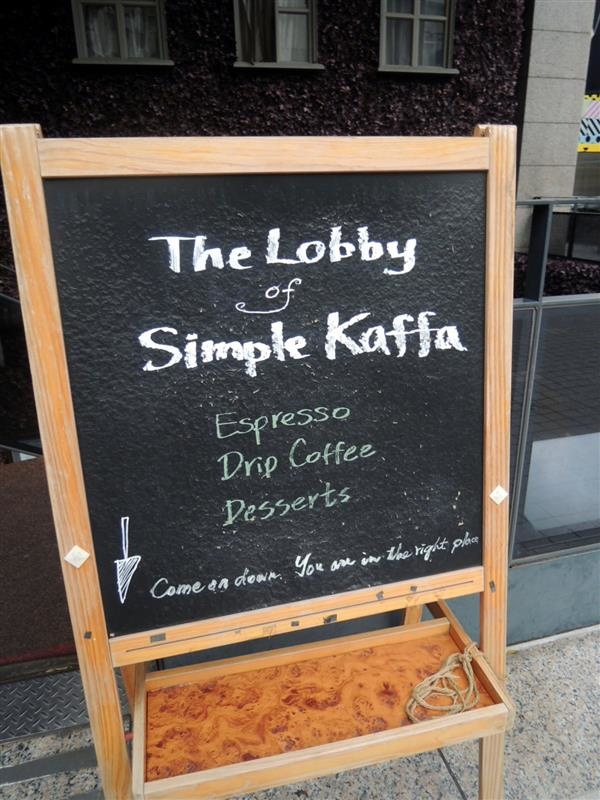 The Lobby
of
Simple Kaffa
Espresso
Drip Coffee
Desserts
Come on down. You are in the right place